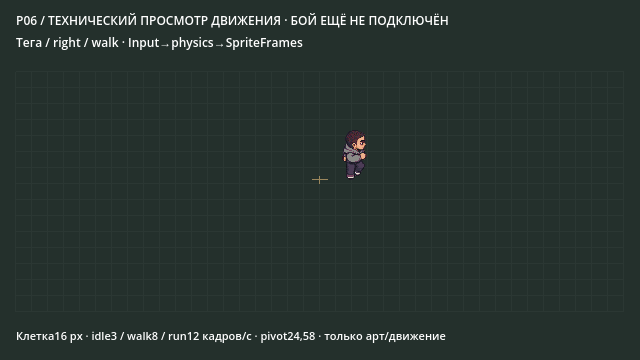 P06 / ТЕХНИЧЕСКИЙ ПРОСМОТР ДВИЖЕНИЯ · БОЙ ЕЩЁ НЕ ПОДКЛЮЧЁН
Тега / right / walk · Input→physics→SpriteFrames
Клетка16 px · idle3 / walk8 / run12 кадров/с · pivot24,58 · только арт/движение